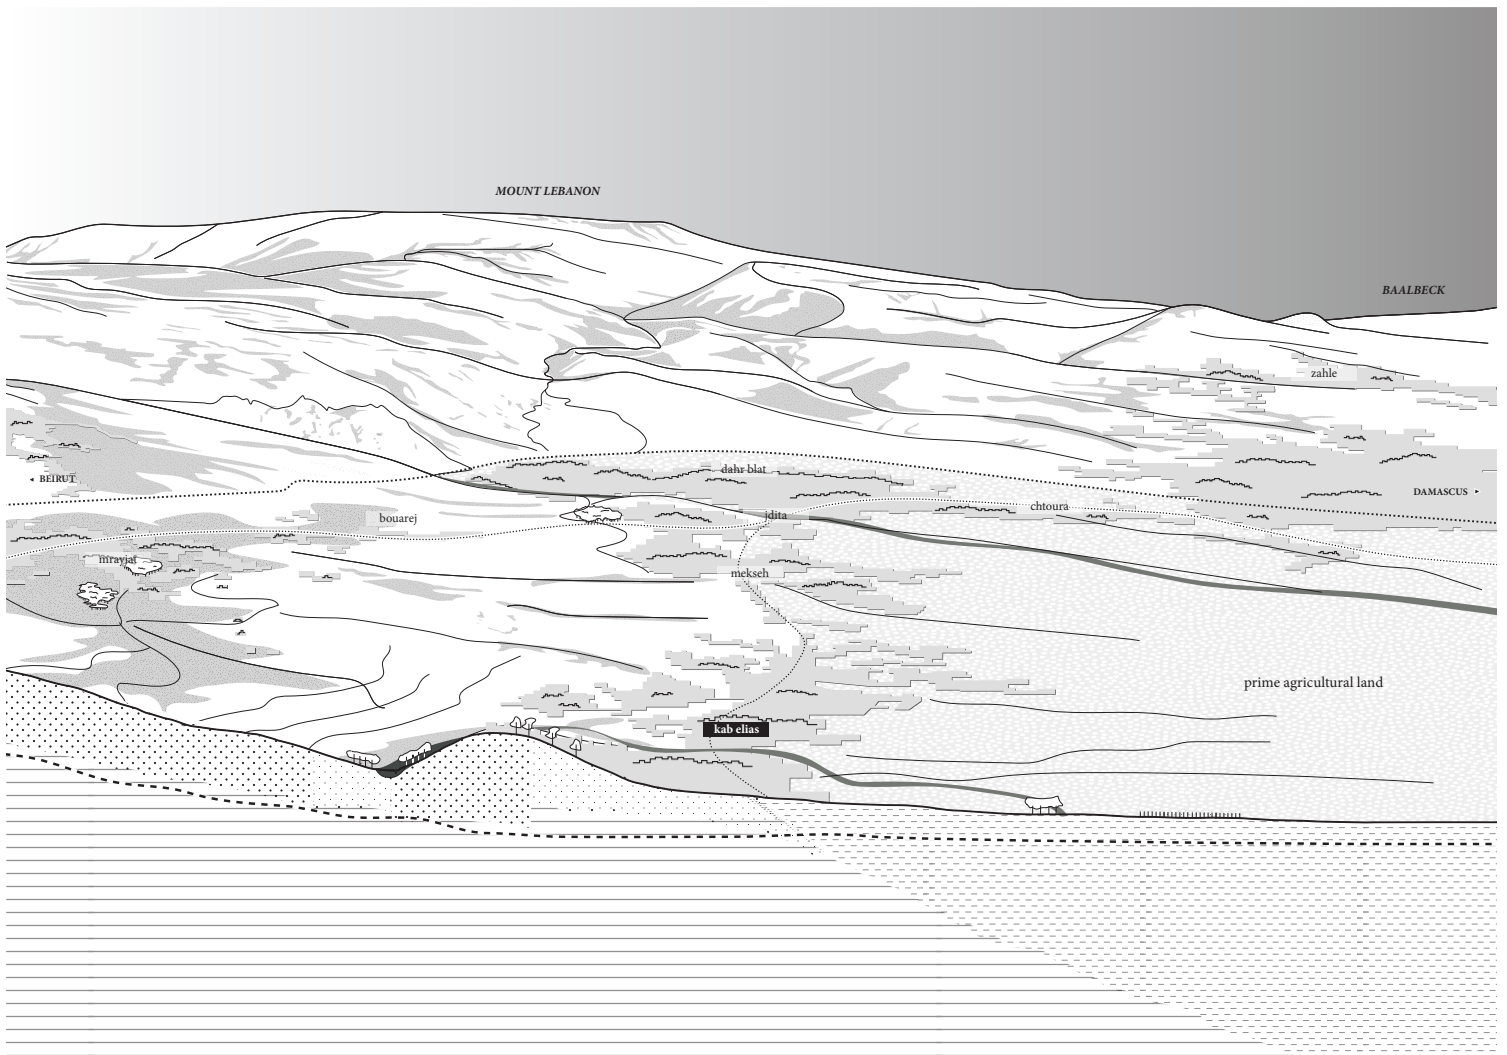 MOUNT LEBANON
BAALBECK
zahle
dahr blat
◂ BEIRUT
DAMASCUS ▸
chtoura
jdita
bouarej
mrayjat
mekseh
prime agricultural land
kab elias